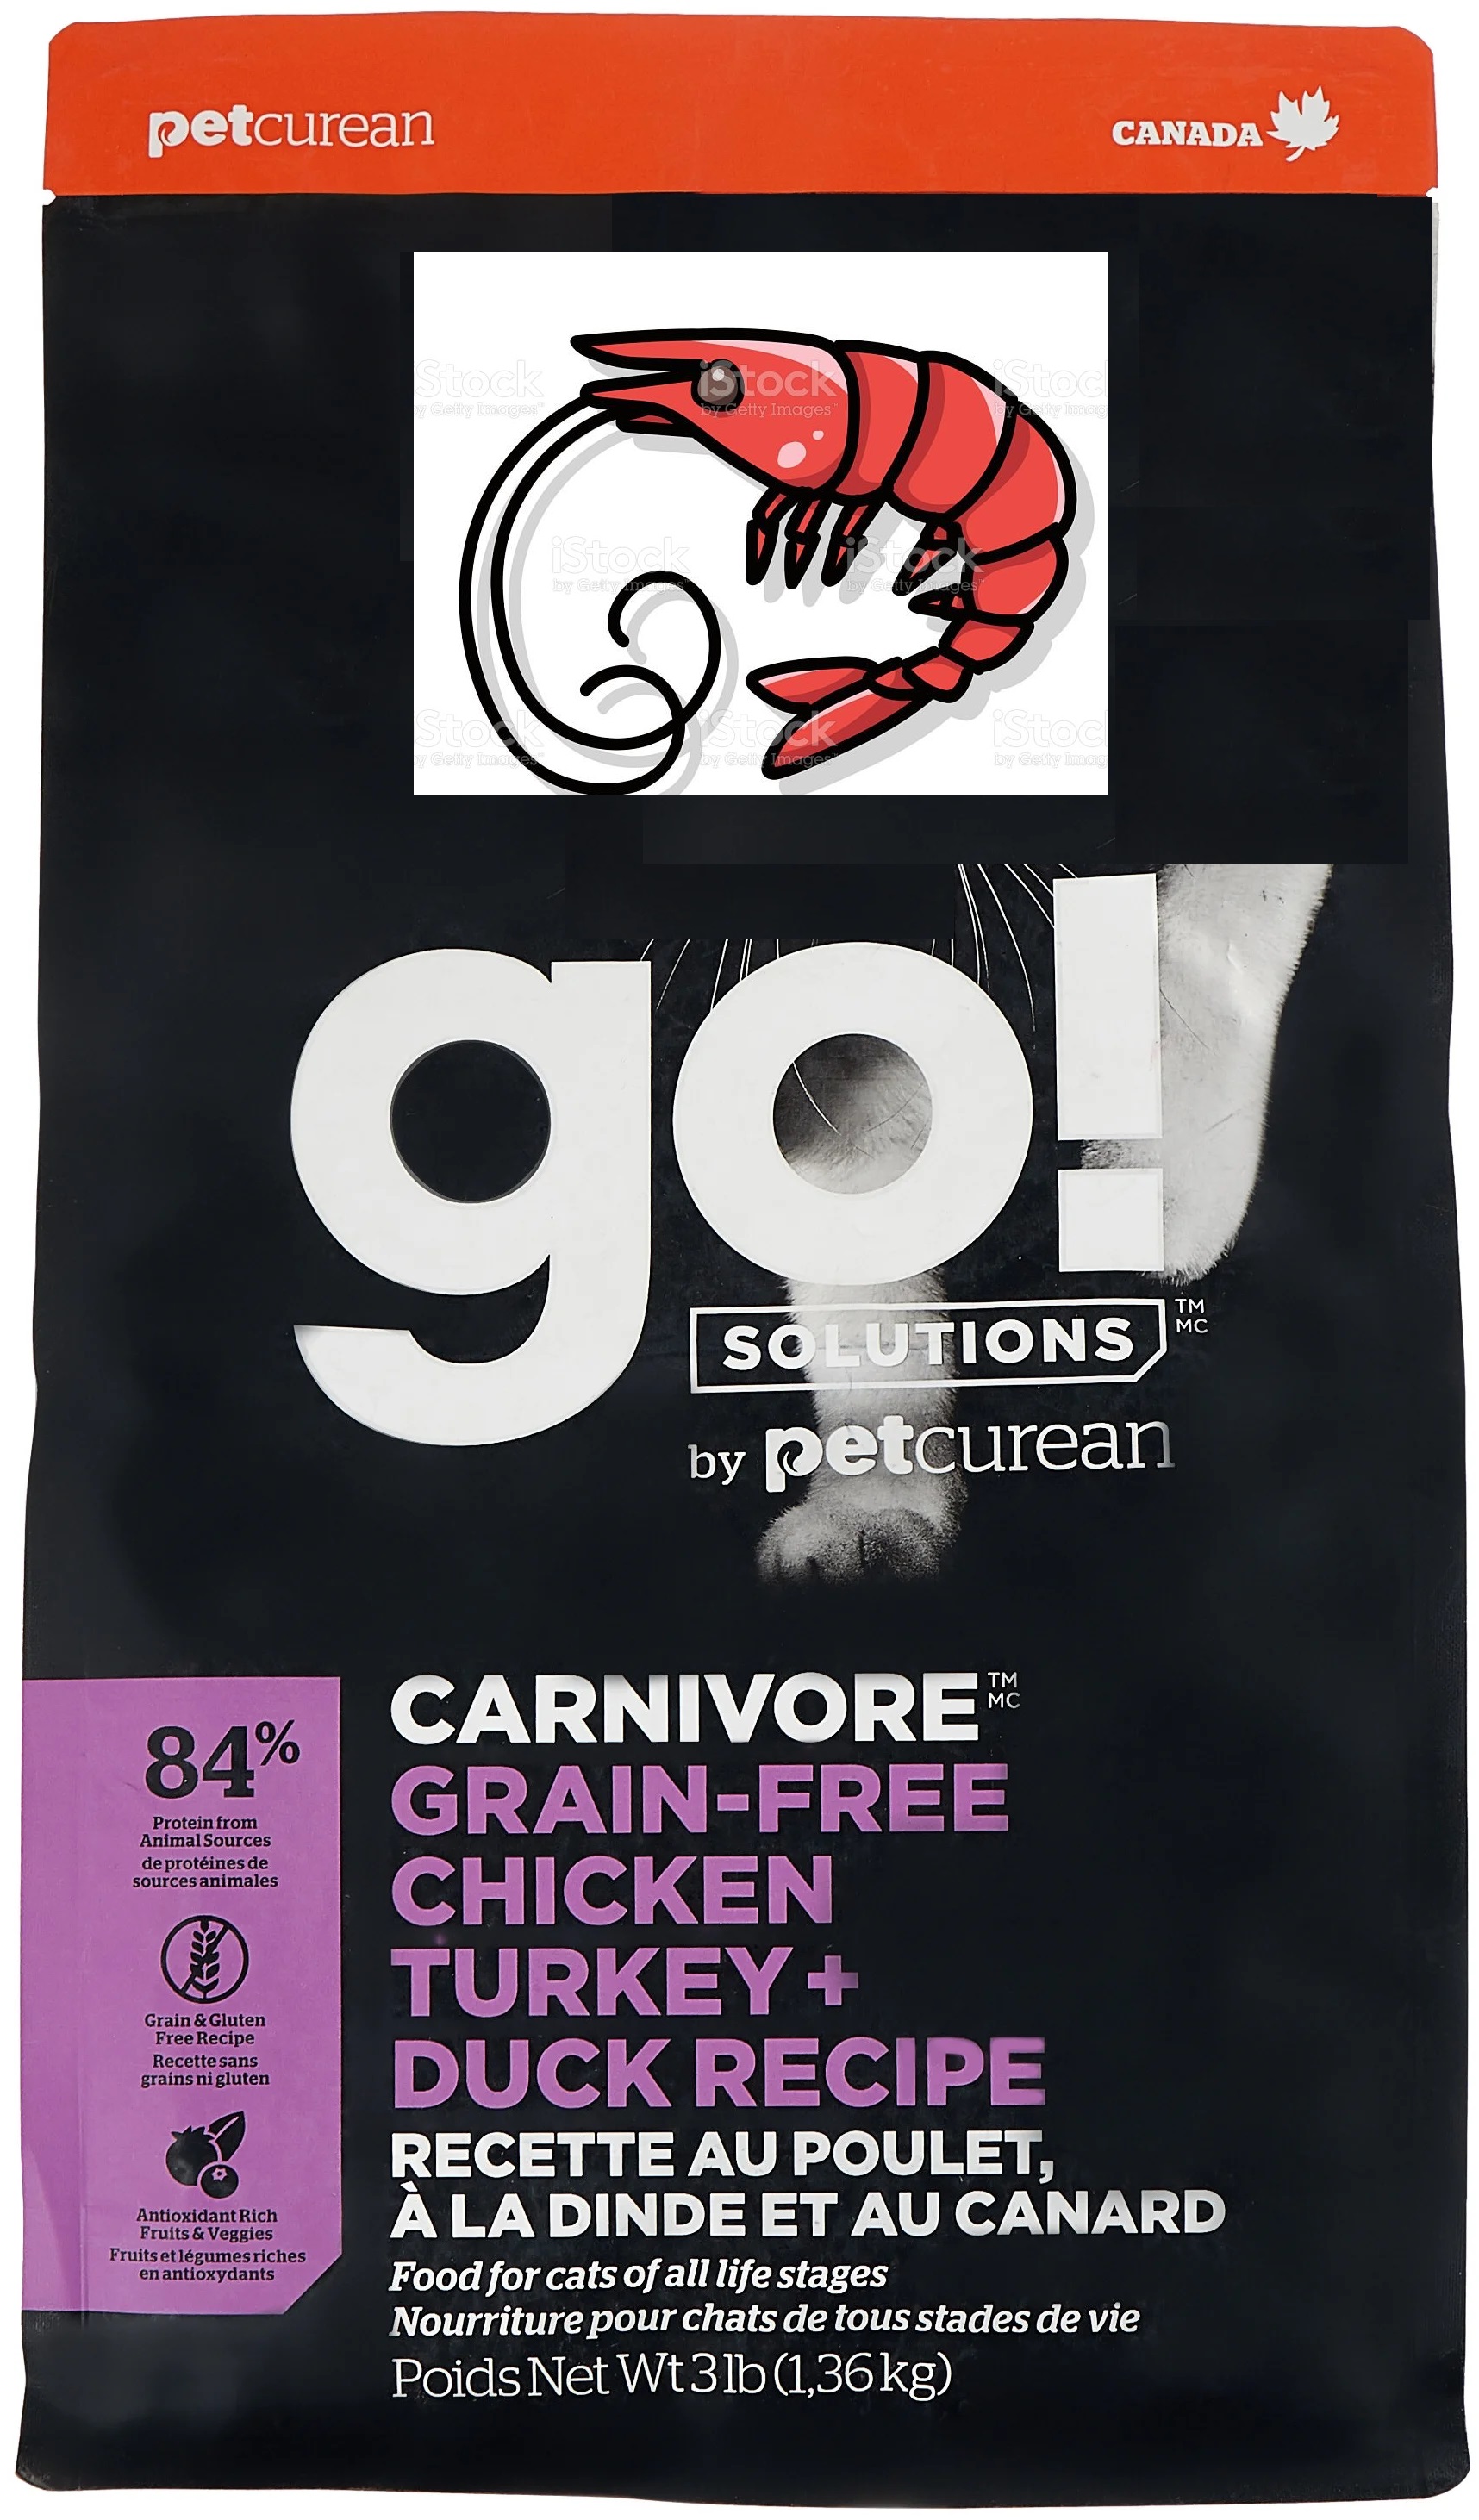 petcurean
CANADA
iStock
by Getty Images™
go!
SOLUTIONS
TM
MC
by petcurean
CARNIVORE
TM
MC
GRAIN-FREE
CHICKEN
TURKEY+
DUCK RECIPE
RECETTE AU POULET,
À LA DINDE ET AU CANARD
Food for cats of all life stages
Nourriture pour chats de tous stades de vie
Poids Net Wt 3 lb (1,36 kg)
84%
Protein from
Animal Sources
de protéines de
sources animales
Grain & Gluten
Free Recipe
Recette sans
grains ni gluten
Antioxidant Rich
Fruits & Veggies
Fruits et légumes riches
en antioxydants